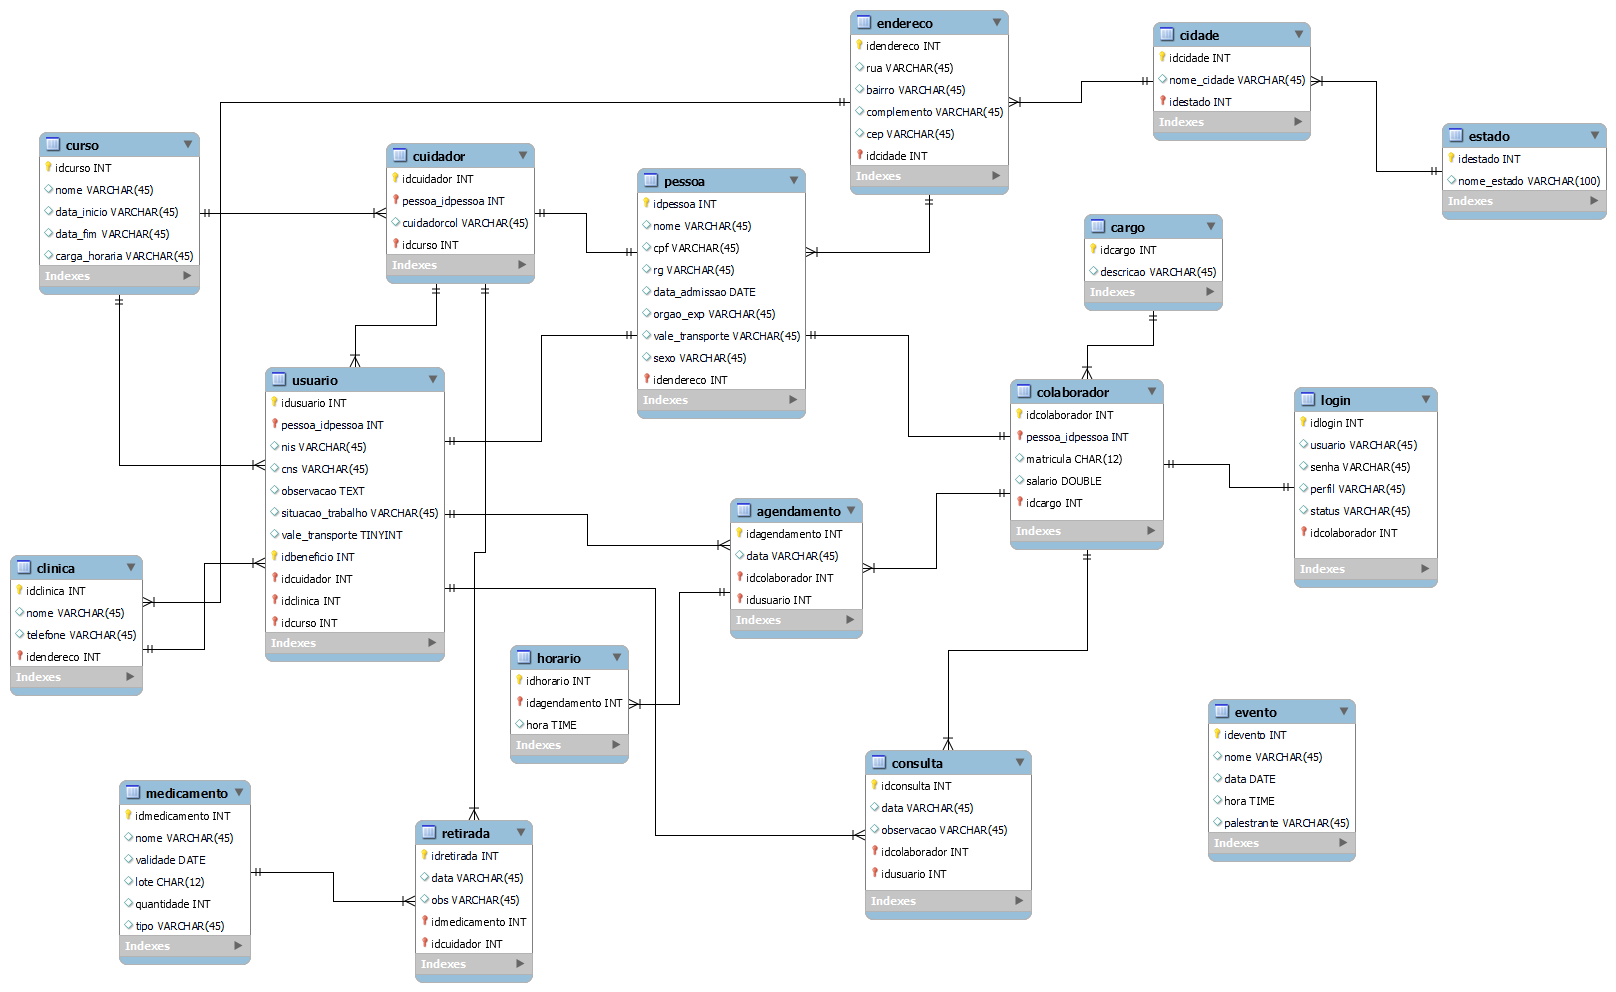 endereco
idendereco INT
rua VARCHAR(45)
bairro VARCHAR(45)
complemento VARCHAR(45)
cep VARCHAR(45)
idcidade INT
Indexes
cidade
idcidade INT
nome_cidade VARCHAR(45)
idestado INT
Indexes
estado
idestado INT
nome_estado VARCHAR(100)
Indexes
curso
idcurso INT
nome VARCHAR(45)
data_inicio VARCHAR(45)
data_fim VARCHAR(45)
carga_horaria VARCHAR(45)
Indexes
cuidador
idcuidador INT
pessoa_idpessoa INT
cuidadorcol VARCHAR(45)
idcurso INT
Indexes
pessoa
idpessoa INT
nome VARCHAR(45)
cpf VARCHAR(45)
rg VARCHAR(45)
data_admissao DATE
orgao_exp VARCHAR(45)
vale_transporte VARCHAR(45)
sexo VARCHAR(45)
idendereco INT
Indexes
cargo
idcargo INT
descricao VARCHAR(45)
Indexes
usuario
idusuario INT
pessoa_idpessoa INT
nis VARCHAR(45)
cns VARCHAR(45)
observacao TEXT
situacao_trabalho VARCHAR(45)
vale_transporte TINYINT
idbeneficio INT
idcuidador INT
idclinica INT
idcurso INT
Indexes
colaborador
idcolaborador INT
pessoa_idpessoa INT
matricula CHAR(12)
salario DOUBLE
idcargo INT
Indexes
login
idlogin INT
usuario VARCHAR(45)
senha VARCHAR(45)
perfil VARCHAR(45)
status VARCHAR(45)
idcolaborador INT
Indexes
agendamento
idagendamento INT
data VARCHAR(45)
idcolaborador INT
idusuario INT
Indexes
clinica
idclinica INT
nome VARCHAR(45)
telefone VARCHAR(45)
idendereco INT
Indexes
horario
idhorario INT
idagendamento INT
hora TIME
Indexes
evento
idevento INT
nome VARCHAR(45)
data DATE
hora TIME
palestrante VARCHAR(45)
Indexes
consulta
idconsulta INT
data VARCHAR(45)
observacao VARCHAR(45)
idcolaborador INT
idusuario INT
Indexes
medicamento
idmedicamento INT
nome VARCHAR(45)
validade DATE
lote CHAR(12)
quantidade INT
tipo VARCHAR(45)
Indexes
retirada
idretirada INT
data VARCHAR(45)
obs VARCHAR(45)
idmedicamento INT
idcuidador INT
Indexes